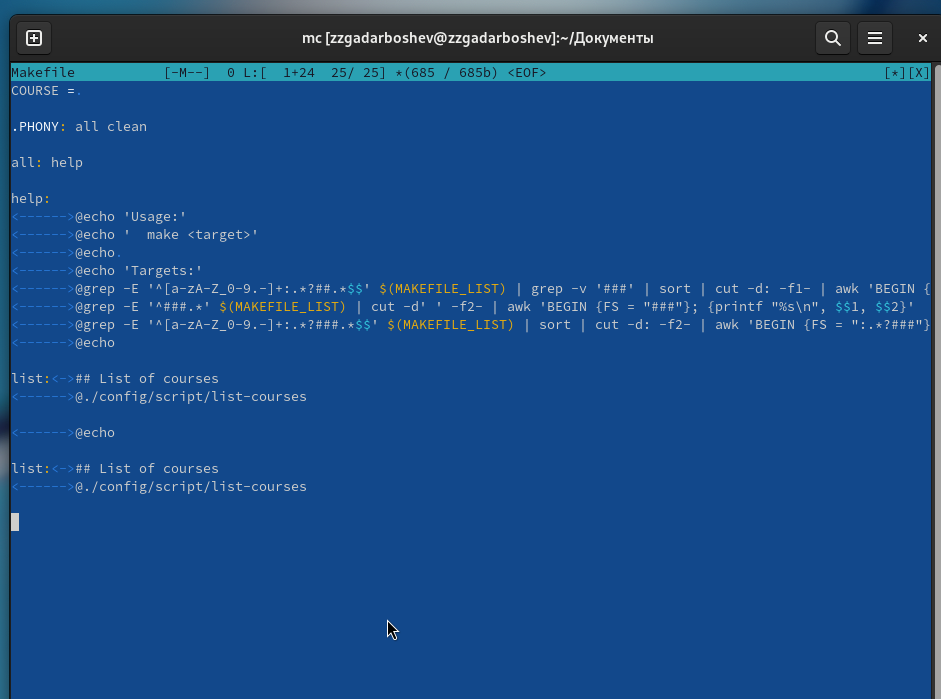 mc [zzgadarboshev@zzgadarboshev]:~/Документы
Makefile [-M--] 0 L:[ 1+24 25/ 25] *(685 / 685b) <EOF> [*][X]
COURSE =.
.PHONY: all clean
all: help
help:
<------>@echo 'Usage:'
<------>@echo '  make <target>'
<------>@echo.
<------>@echo 'Targets:'
<------>@grep -E '^[a-zA-Z_0-9.-]+:.*?##.*$$' $(MAKEFILE_LIST) | grep -v '###' | sort | cut -d: -f1- | awk 'BEGIN {
<------>@grep -E '^###.*' $(MAKEFILE_LIST) | cut -d' ' -f2- | awk 'BEGIN {FS = "###"}; {printf "%s\n", $$1, $$2}'
<------>@grep -E '^[a-zA-Z_0-9.-]+:.*?###.*$$' $(MAKEFILE_LIST) | sort | cut -d: -f2- | awk 'BEGIN {FS = ":.*?###"}
<------>@echo
list:<->## List of courses
<------>@./config/script/list-courses
<------>@echo
list:<->## List of courses
<------>@./config/script/list-courses